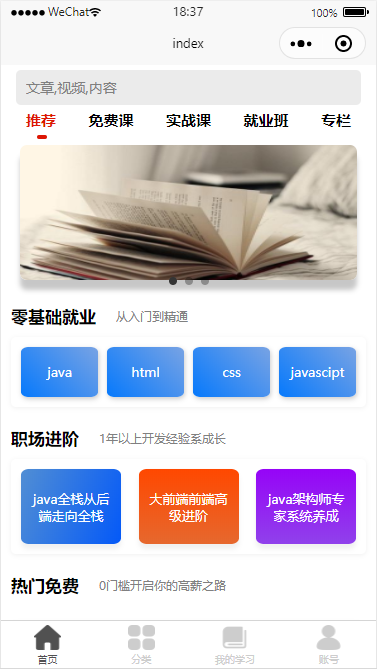 WeChat 18:37 100%
index
文章,视频,内容
推荐 免费课 实战课 就业班 专栏
零基础就业 从入门到精通
java html css javascipt
职场进阶 1年以上开发经验系成长
java全栈从后端走向全栈
大前端前端高级进阶
java架构师专家系统养成
热门免费 0门槛开启你的高薪之路
首页 分类 我的学习 账号